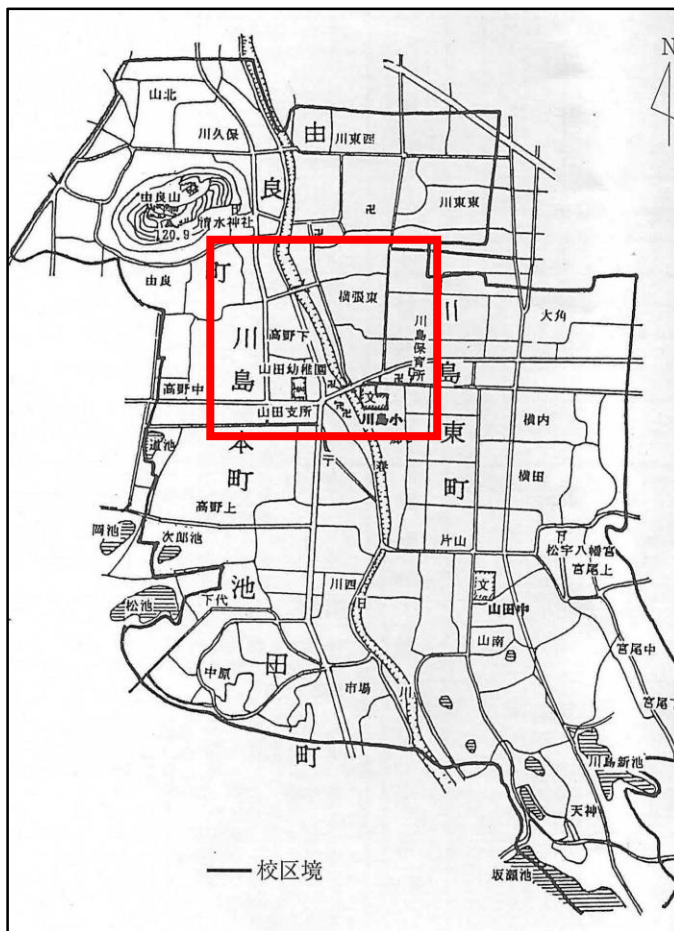 N
山北
川久保
由
川東西
良
川東東
由良山
清水神社
120.9
由良
町
横張東
川
大角
川島
高野下
川島保育所
島
山田幼稚園
高野中
山田支所
文
川島小
東
横内
道池
本
郷
町
横田
町
〒
春
高野上
岡池
次郎池
片山
松宇八幡宮
宮尾上
池
川西
文
松池
下代
日
山田中
山南
田
宮尾中
中原
市場
川
宮尾下
町
川島新池
天神
校区境
坂瀬池